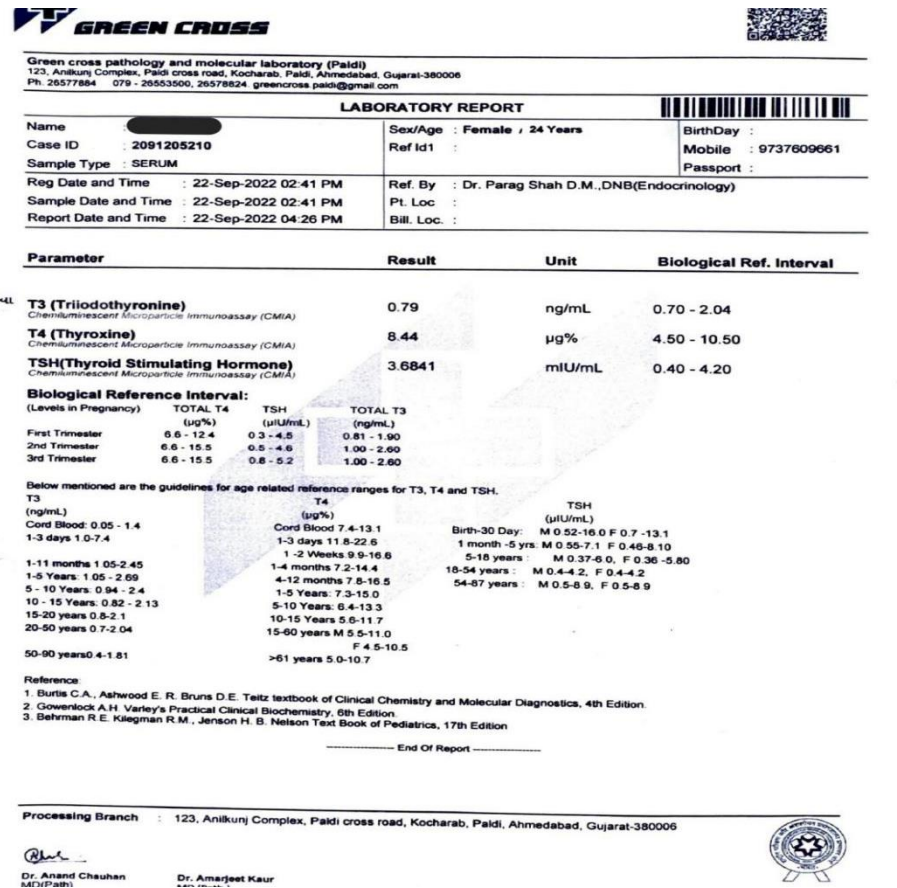 GREEN CROSS
Green cross pathology and molecular laboratory (Paldi)
123, Anilkunj Complex, Paldi cross road, Kocharab, Paldi, Ahmedabad, Gujarat-380006
Ph. 26577884 079 - 26553500, 26578624. greencross.paldi@gmail.com
LABORATORY REPORT
Name :
Sex/Age : Female / 24 Years
BirthDay :
Case ID : 2091205210
Ref Id1 :
Mobile : 9737609661
Sample Type : SERUM
Passport :
Reg Date and Time : 22-Sep-2022 02:41 PM
Ref. By : Dr. Parag Shah D.M.,DNB(Endocrinology)
Sample Date and Time : 22-Sep-2022 02:41 PM
Pt. Loc :
Report Date and Time : 22-Sep-2022 04:26 PM
Bill. Loc. :
Parameter Result Unit Biological Ref. Interval
T3 (Triiodothyronine) 0.79 ng/mL 0.70 - 2.04
Chemiluminescent Microparticle Immunoassay (CMIA)
T4 (Thyroxine) 8.44 µg% 4.50 - 10.50
Chemiluminescent Microparticle Immunoassay (CMIA)
TSH(Thyroid Stimulating Hormone) 3.6841 mIU/mL 0.40 - 4.20
Chemiluminescent Microparticle Immunoassay (CMIA)
Biological Reference Interval:
(Levels in Pregnancy) TOTAL T4 TSH TOTAL T3
(µg%) (µIU/mL) (ng/mL)
First Trimester 6.6 - 12.4 0.3 - 4.5 0.81 - 1.90
2nd Trimester 6.6 - 15.5 0.5 - 4.6 1.00 - 2.60
3rd Trimester 6.6 - 15.5 0.8 - 5.2 1.00 - 2.60
Below mentioned are the guidelines for age related reference ranges for T3, T4 and TSH.
T3
(ng/mL)
Cord Blood: 0.05 - 1.4
1-3 days 1.0-7.4
1-11 months 1.05-2.45
1-5 Years: 1.05 - 2.69
5 - 10 Years: 0.94 - 2.4
10 - 15 Years: 0.82 - 2.13
15-20 years 0.8-2.1
20-50 years 0.7-2.04
50-90 years0.4-1.81
T4
(µg%)
Cord Blood 7.4-13.1
1-3 days 11.8-22.6
1 -2 Weeks 9.9-16.6
1-4 months 7.2-14.4
4-12 months 7.8-16.5
1-5 Years: 7.3-15.0
5-10 Years: 6.4-13.3
10-15 Years 5.6-11.7
15-60 years M 5.5-11.0
F 4.5-10.5
>61 years 5.0-10.7
TSH
(µIU/mL)
Birth-30 Day: M 0.52-16.0 F 0.7 -13.1
1 month -5 yrs: M 0.55-7.1 F 0.46-8.10
5-18 years : M 0.37-6.0, F 0.36 -5.80
18-54 years : M 0.4-4.2, F 0.4-4.2
54-87 years : M 0.5-8.9, F 0.5-8.9
Reference:
1. Burtis C.A., Ashwood E. R. Bruns D.E. Teitz textbook of Clinical Chemistry and Molecular Diagnostics, 4th Edition.
2. Gowenlock A.H. Varley's Practical Clinical Biochemistry, 6th Edition.
3. Behrman R.E. Kilegman R.M., Jenson H. B. Nelson Text Book of Pediatrics, 17th Edition
------------------ End Of Report ------------------
Processing Branch : 123, Anilkunj Complex, Paldi cross road, Kocharab, Paldi, Ahmedabad, Gujarat-380006
Dr. Anand Chauhan Dr. Amarjeet Kaur
MD(Path) MD (Path.)